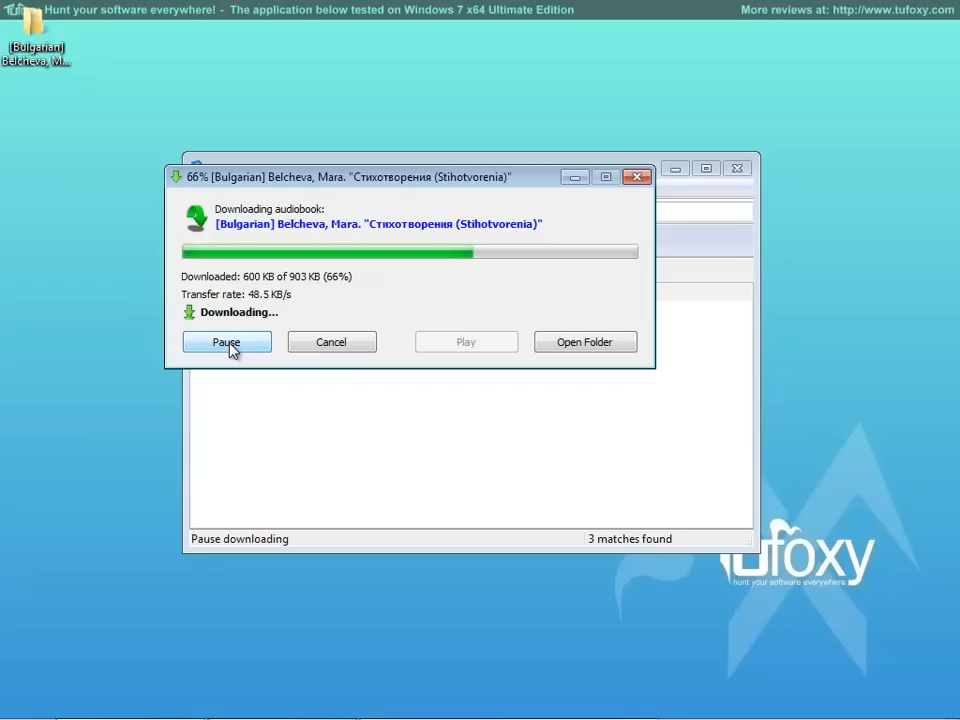 Hunt your software everywhere! - The application below tested on Windows 7 x64 Ultimate Edition
More reviews at: http://www.tufoxy.com
[Bulgarian]
Belcheva, M...
66% [Bulgarian] Belcheva, Mara. "Стихотворения (Stihotvorenia)"
Downloading audiobook:
[Bulgarian] Belcheva, Mara. "Стихотворения (Stihotvorenia)"
Downloaded: 600 KB of 903 KB (66%)
Transfer rate: 48.5 KB/s
Downloading...
Pause
Cancel
Play
Open Folder
Pause downloading
3 matches found
tufoxy
hunt your software everywhere